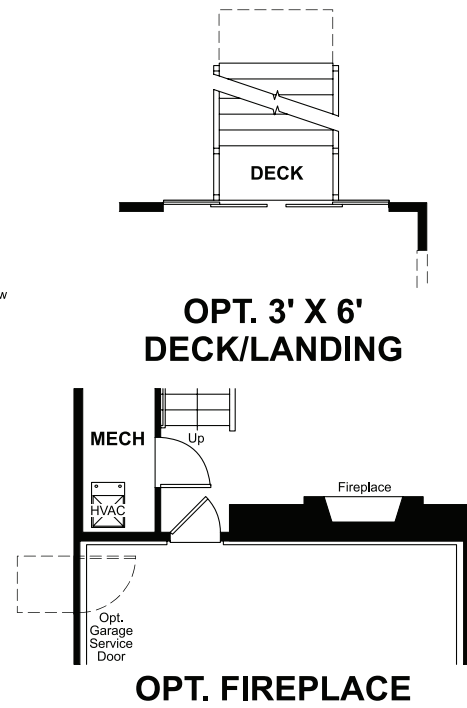 DECK
w
OPT. 3' X 6'
DECK/LANDING
Up
MECH
HVAC
Fireplace
Opt.
Garage
Service
Door
OPT. FIREPLACE